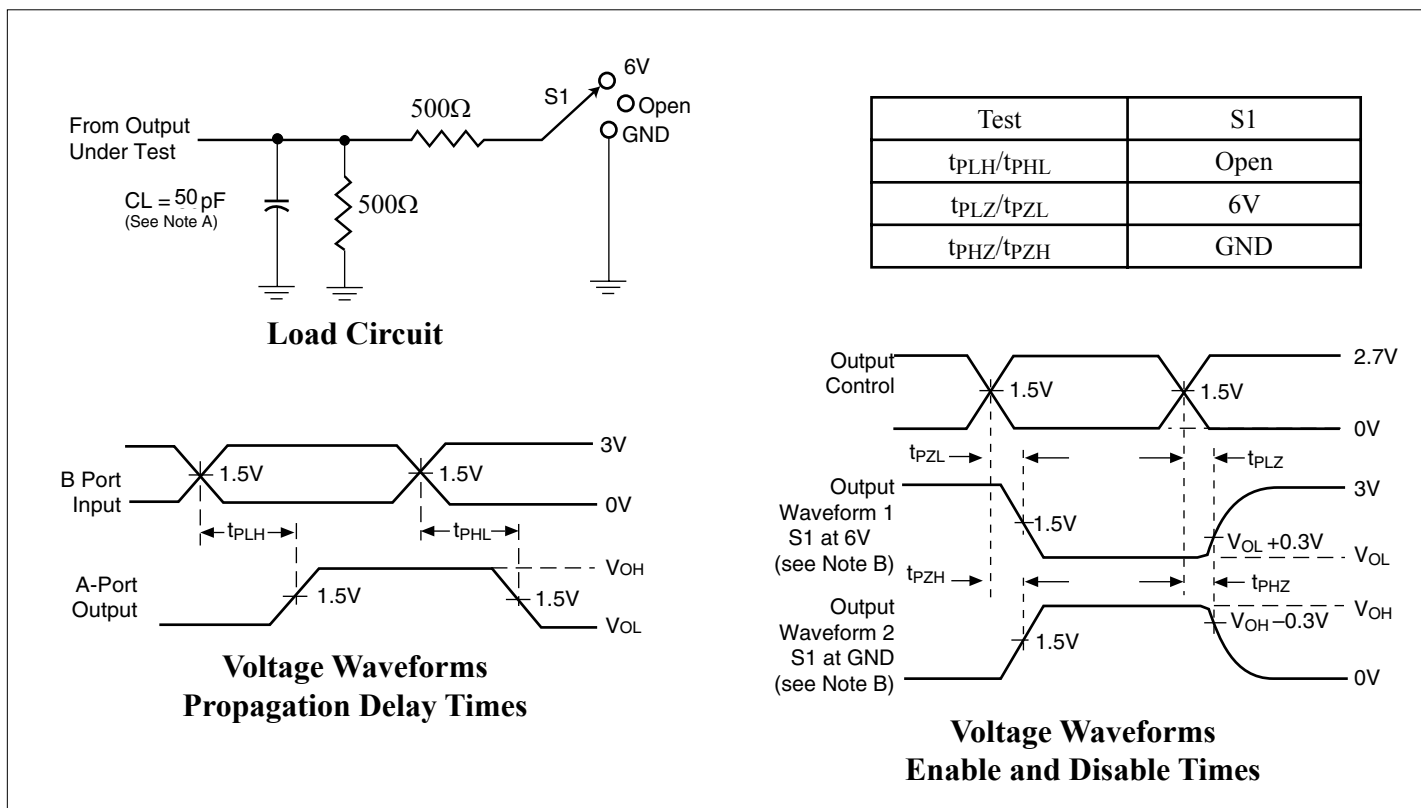 6V
S1
Open
GND
500Ω
From Output
Under Test
CL = 50 pF
(See Note A)
500Ω
Load Circuit
Test S1
tPLH/tPHL Open
tPLZ/tPZL 6V
tPHZ/tPZH GND
B Port
Input
1.5V
1.5V
3V
0V
tPLH
tPHL
A-Port
Output
1.5V
1.5V
VOH
VOL
Voltage Waveforms
Propagation Delay Times
Output
Control
1.5V
1.5V
2.7V
0V
tPZL
tPLZ
Output
Waveform 1
S1 at 6V
(see Note B)
1.5V
3V
VOL +0.3V
VOL
tPZH
tPHZ
Output
Waveform 2
S1 at GND
(see Note B)
1.5V
VOH
VOH –0.3V
0V
Voltage Waveforms
Enable and Disable Times